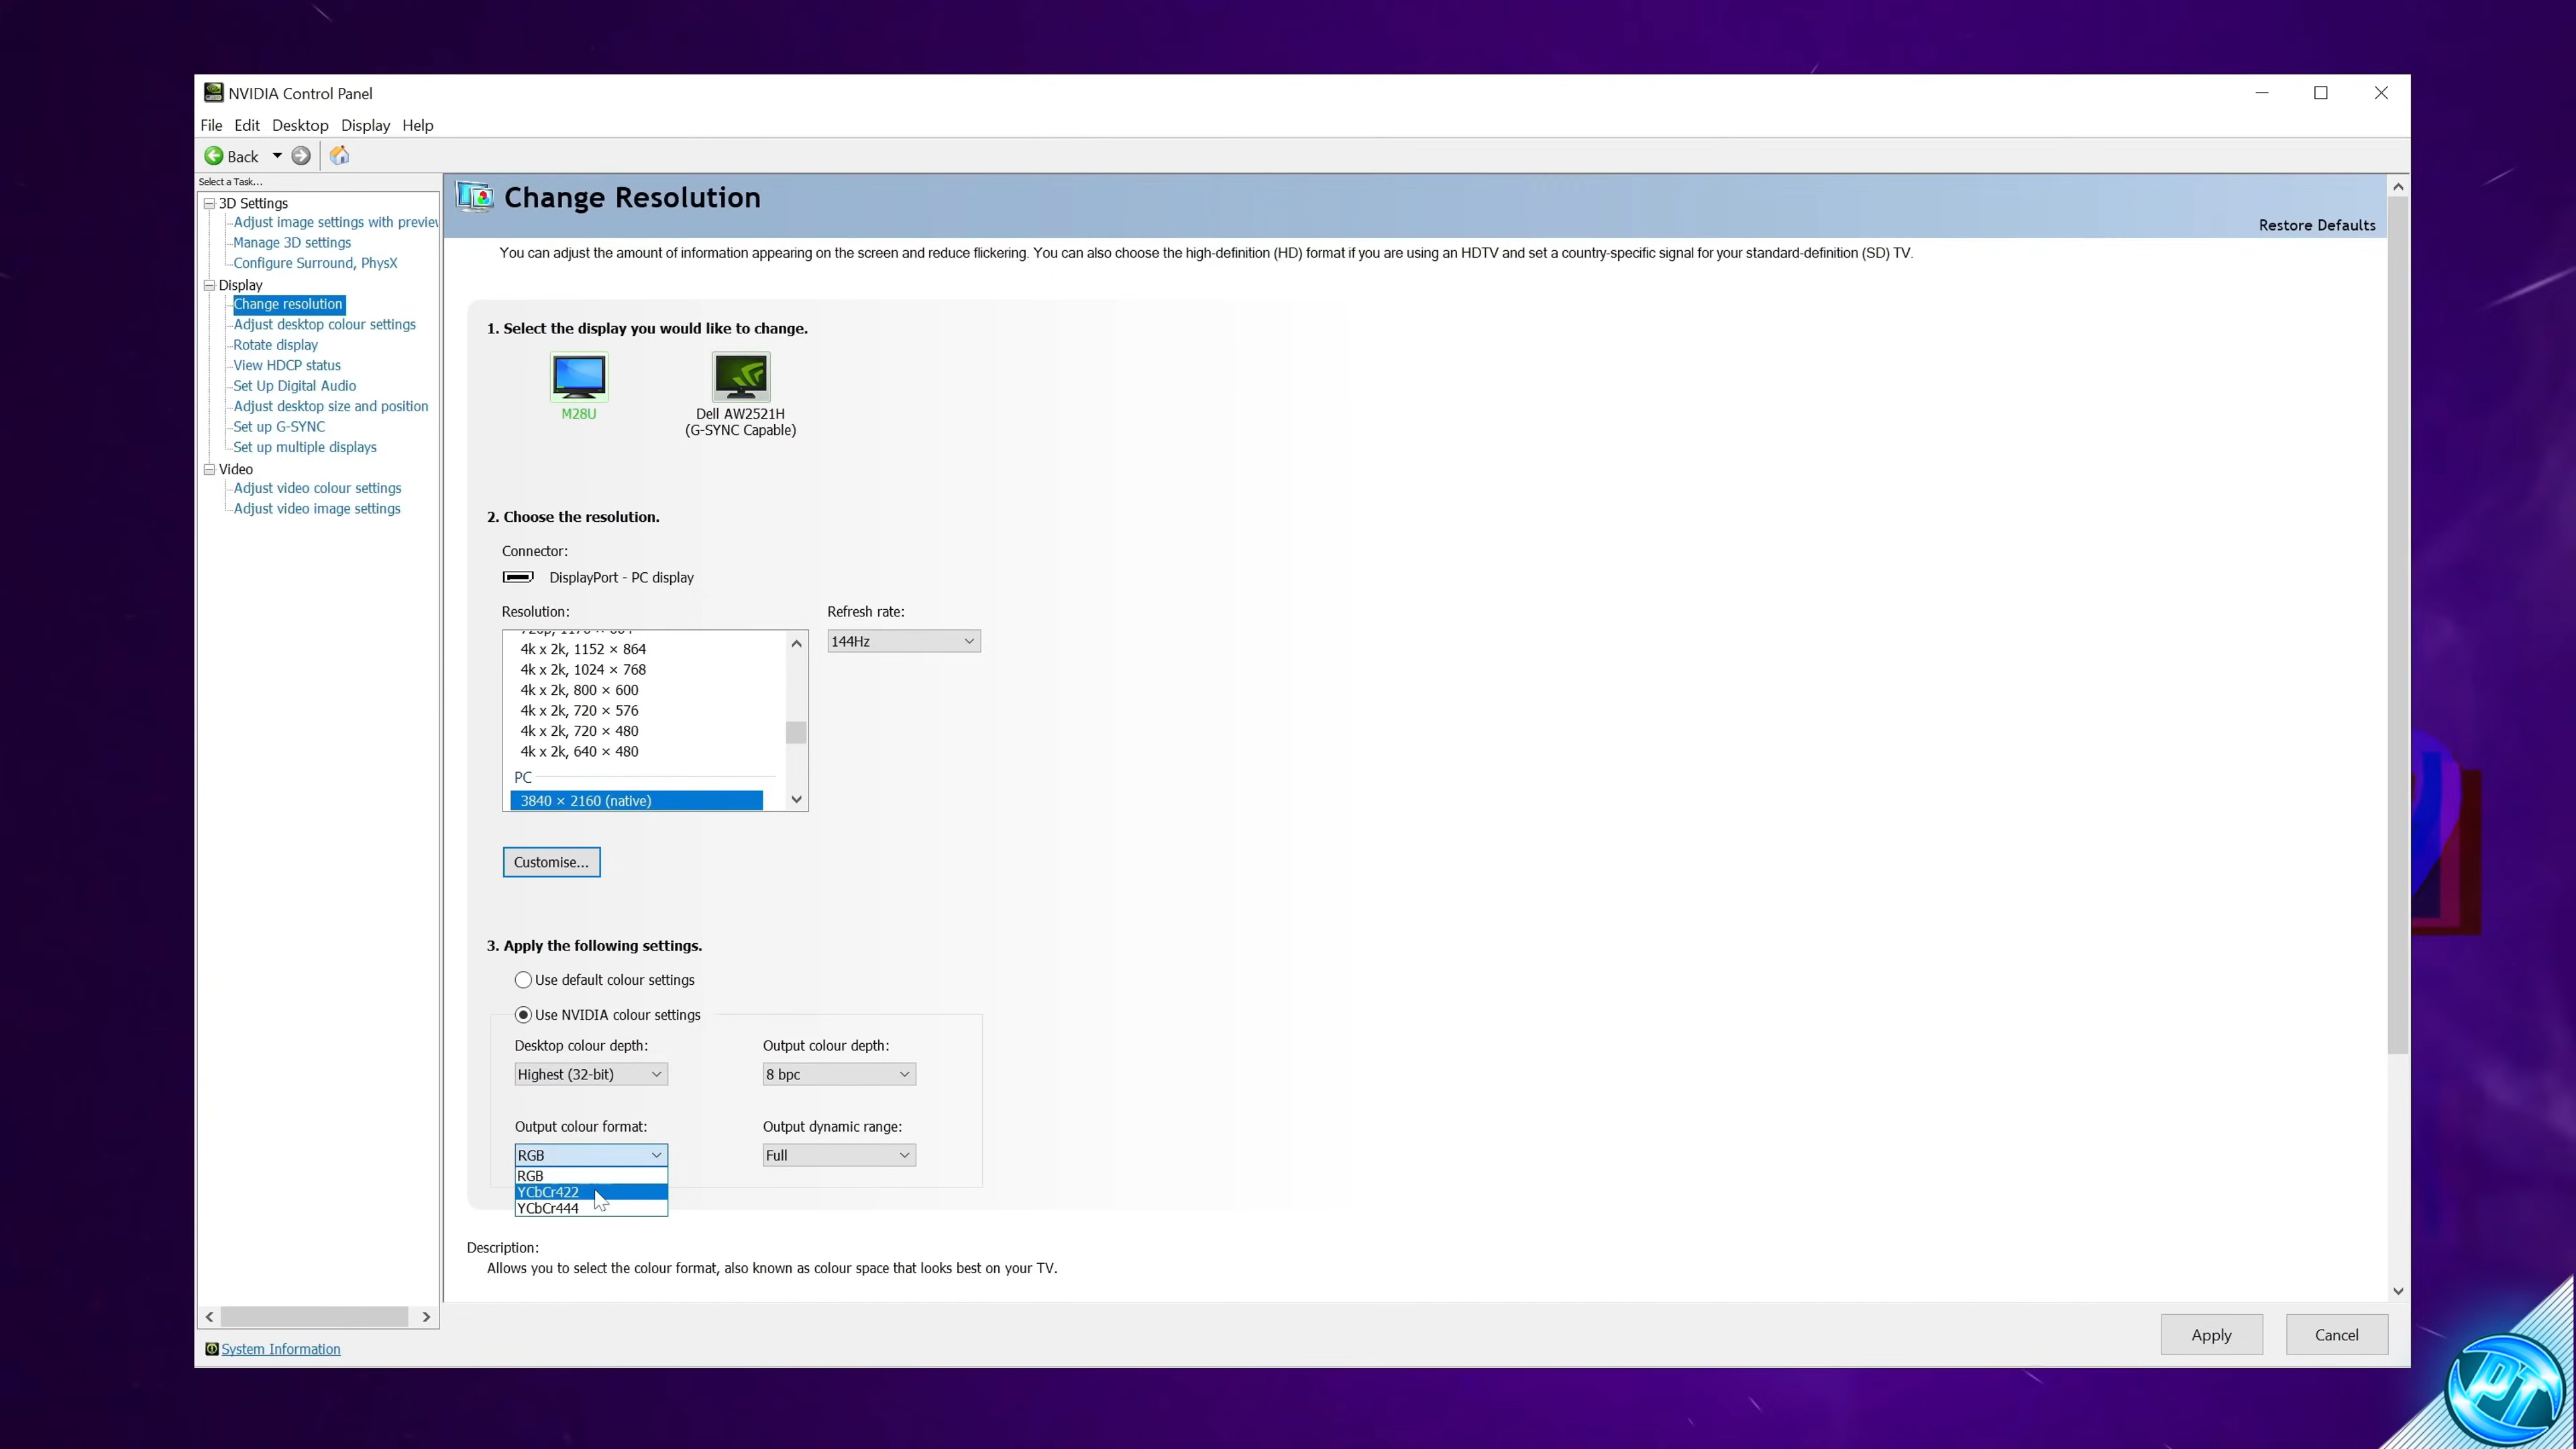 NVIDIA Control Panel
File Edit Desktop Display Help
Back
Select a Task...
3D Settings
Adjust image settings with preview
Manage 3D settings
Configure Surround, PhysX
Display
Change resolution
Adjust desktop colour settings
Rotate display
View HDCP status
Set Up Digital Audio
Adjust desktop size and position
Set up G-SYNC
Set up multiple displays
Video
Adjust video colour settings
Adjust video image settings
System Information
Change Resolution
Restore Defaults
You can adjust the amount of information appearing on the screen and reduce flickering. You can also choose the high-definition (HD) format if you are using an HDTV and set a country-specific signal for your standard-definition (SD) TV.
1. Select the display you would like to change.
M28U
Dell AW2521H
(G-SYNC Capable)
2. Choose the resolution.
Connector:
DisplayPort - PC display
Resolution:
Refresh rate:
144Hz
4k x 2k, 1152 × 864
4k x 2k, 1024 × 768
4k x 2k, 800 × 600
4k x 2k, 720 × 576
4k x 2k, 720 × 480
4k x 2k, 640 × 480
PC
3840 × 2160 (native)
Customise...
3. Apply the following settings.
Use default colour settings
Use NVIDIA colour settings
Desktop colour depth:
Output colour depth:
Highest (32-bit)
8 bpc
Output colour format:
Output dynamic range:
RGB
Full
RGB
YCbCr422
YCbCr444
Description:
Allows you to select the colour format, also known as colour space that looks best on your TV.
Apply
Cancel
PT